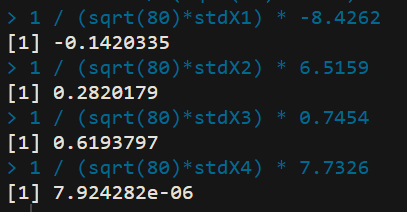 > 1 / (sqrt(80)*stdX1) * -8.4262
[1] -0.1420335
> 1 / (sqrt(80)*stdX2) * 6.5159
[1] 0.2820179
> 1 / (sqrt(80)*stdX3) * 0.7454
[1] 0.6193797
> 1 / (sqrt(80)*stdX4) * 7.7326
[1] 7.924282e-06